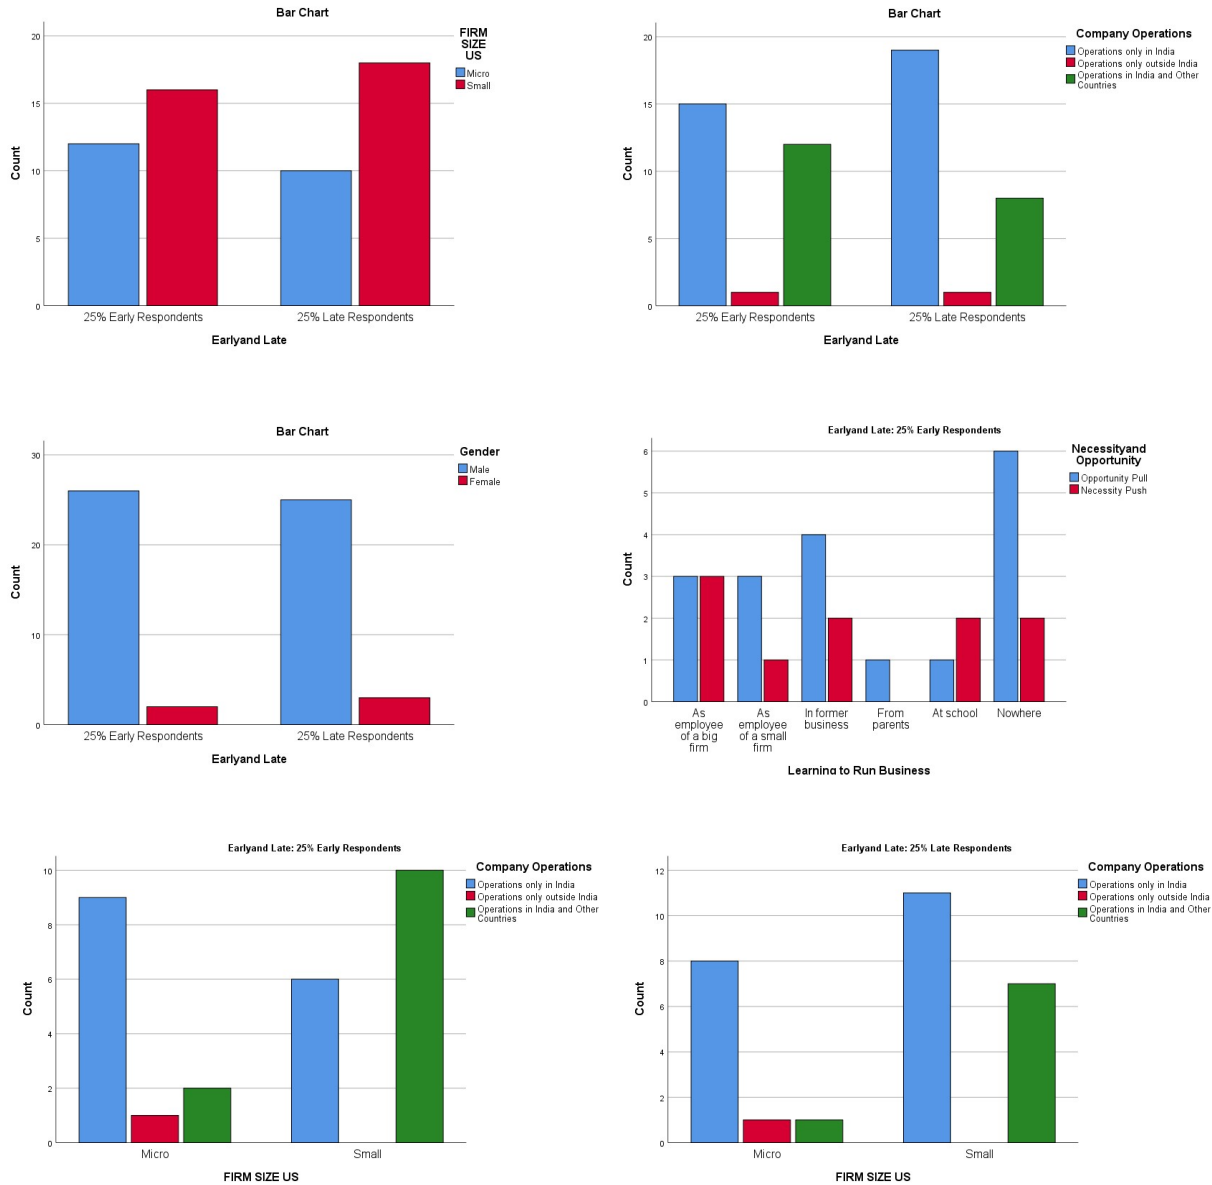 Bar Chart
20
15
10
5
0
Count
25% Early Respondents
25% Late Respondents
Earlyand Late
FIRM
SIZE
US
Micro
Small
Bar Chart
20
15
10
5
0
Count
25% Early Respondents
25% Late Respondents
Earlyand Late
Company Operations
Operations only in India
Operations only outside India
Operations in India and Other
Countries
Bar Chart
30
20
10
0
Count
25% Early Respondents
25% Late Respondents
Earlyand Late
Gender
Male
Female
Earlyand Late: 25% Early Respondents
6
5
4
3
2
1
0
Count
As
employee
of a big
firm
As
employee
of a small
firm
In former
business
From
parents
At school
Nowhere
Learning to Run Business
Necessityand
Opportunity
Opportunity Pull
Necessity Push
Earlyand Late: 25% Early Respondents
10
8
6
4
2
0
Count
Micro
Small
FIRM SIZE US
Company Operations
Operations only in India
Operations only outside India
Operations in India and Other
Countries
Earlyand Late: 25% Late Respondents
12
10
8
6
4
2
0
Count
Micro
Small
FIRM SIZE US
Company Operations
Operations only in India
Operations only outside India
Operations in India and Other
Countries